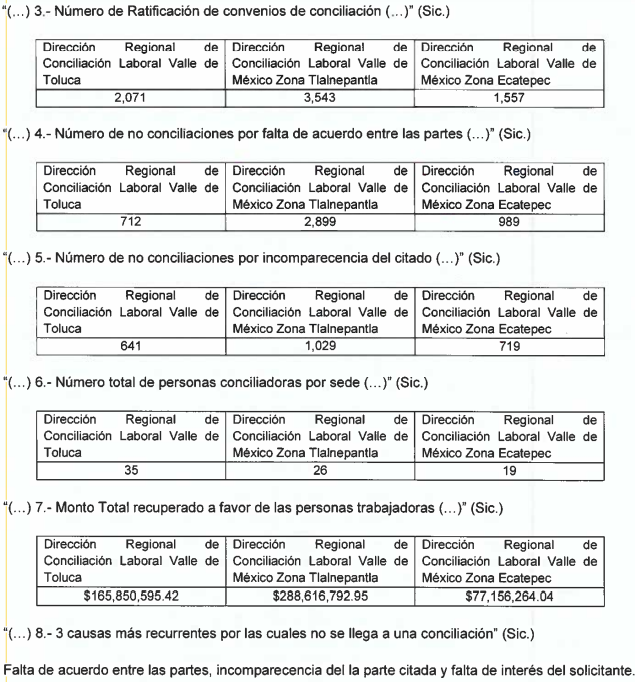 “(...) 3.- Número de Ratificación de convenios de conciliación (...)” (Sic.)
Dirección Regional de Conciliación Laboral Valle de Toluca
Dirección Regional de Conciliación Laboral Valle de México Zona Tlalnepantla
Dirección Regional de Conciliación Laboral Valle de México Zona Ecatepec
2,071 3,543 1,557
“(...) 4.- Número de no conciliaciones por falta de acuerdo entre las partes (...)” (Sic.)
Dirección Regional de Conciliación Laboral Valle de Toluca
Dirección Regional de Conciliación Laboral Valle de México Zona Tlalnepantla
Dirección Regional de Conciliación Laboral Valle de México Zona Ecatepec
712 2,899 989
“(...) 5.- Número de no conciliaciones por incomparecencia del citado (...)” (Sic.)
Dirección Regional de Conciliación Laboral Valle de Toluca
Dirección Regional de Conciliación Laboral Valle de México Zona Tlalnepantla
Dirección Regional de Conciliación Laboral Valle de México Zona Ecatepec
641 1,029 719
“(...) 6.- Número total de personas conciliadoras por sede (...)” (Sic.)
Dirección Regional de Conciliación Laboral Valle de Toluca
Dirección Regional de Conciliación Laboral Valle de México Zona Tlalnepantla
Dirección Regional de Conciliación Laboral Valle de México Zona Ecatepec
35 26 19
“(...) 7.- Monto Total recuperado a favor de las personas trabajadoras (...)” (Sic.)
Dirección Regional de Conciliación Laboral Valle de Toluca
Dirección Regional de Conciliación Laboral Valle de México Zona Tlalnepantla
Dirección Regional de Conciliación Laboral Valle de México Zona Ecatepec
$165,850,595.42 $288,616,792.95 $77,156,264.04
“(...) 8.- 3 causas más recurrentes por las cuales no se llega a una conciliación” (Sic.)
Falta de acuerdo entre las partes, incomparecencia del la parte citada y falta de interés del solicitante.